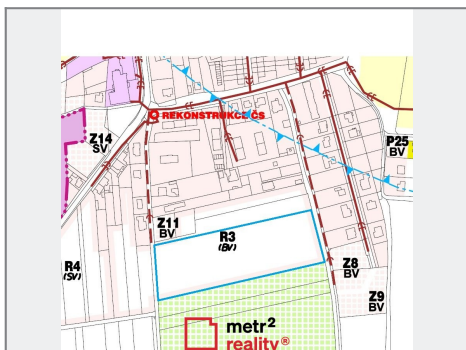 REKONSTRUKCE ČS
Z14
SV
P25
BV
Z11
BV
R3
(BV)
R4
(SV)
Z8
BV
Z9
BV
metr²
reality®